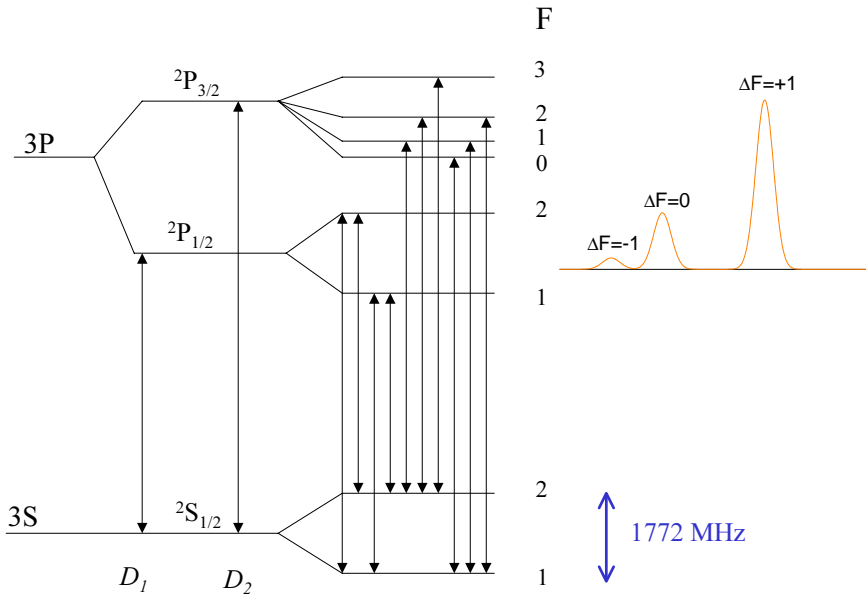 F
3
²P₃/₂
2
1
3P
0
2
²P₁/₂
1
ΔF=+1
ΔF=0
ΔF=-1
3S
²S₁/₂
2
1772 MHz
1
D₁
D₂